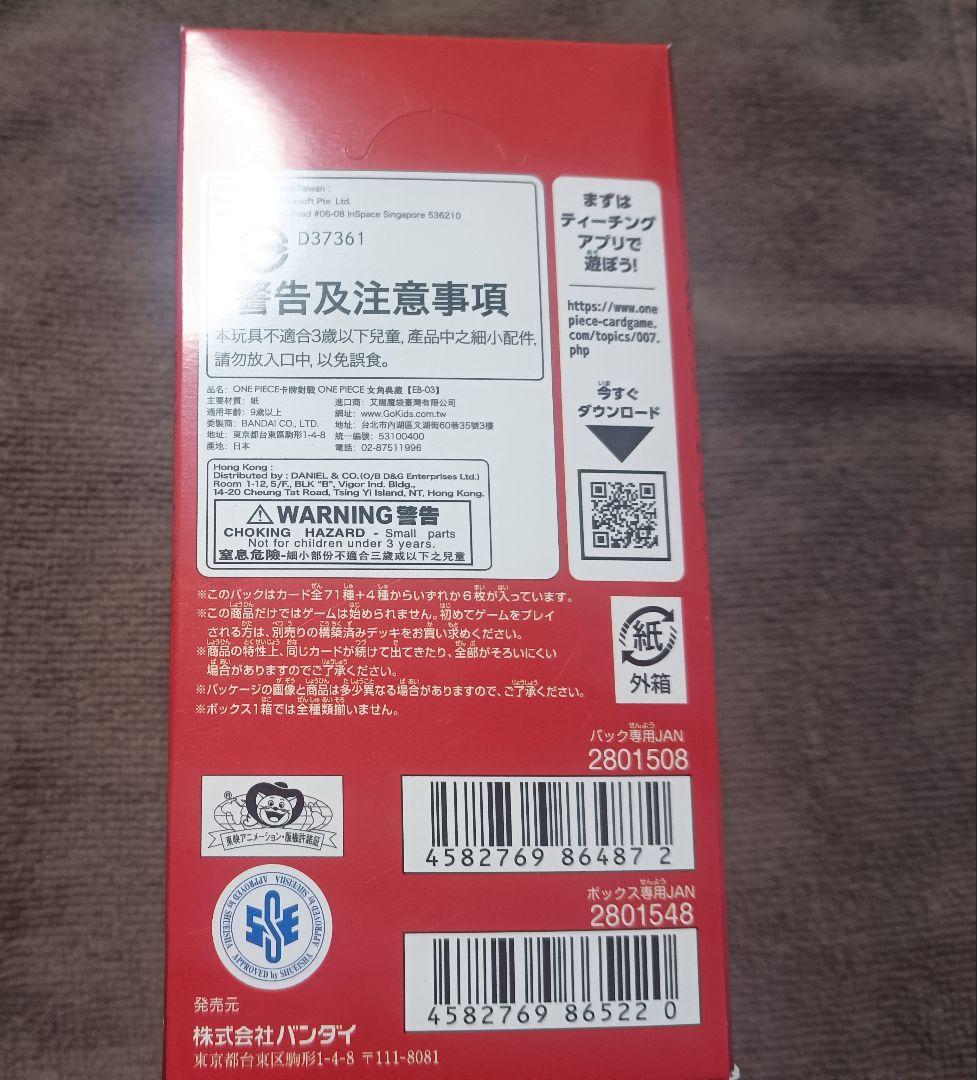 Taiwan :
soft Pte. Ltd.
Road #06-08 InSpace Singapore 536210
D37361
警告及注意事項
本玩具不適合3歲以下兒童, 產品中之細小配件,
請勿放入口中, 以免誤食。
品名: ONE PIECE卡牌對戰 ONE PIECE 女角典藏【EB-03】
主要材質: 紙
進口商: 艾賜魔袋臺灣有限公司
適用年齡: 9歲以上
網址: www.GoKids.com.tw
委製商: BANDAI CO., LTD.
地址: 台北市內湖區文湖街60巷35號3樓
地址: 東京都台東區駒形1-4-8
統一編號: 53100400
產地: 日本
電話: 02-87511996
Hong Kong :
Distributed by : DANIEL & CO.(O/B D&G Enterprises Ltd.)
Room 1-12, 5/F., BLK "B", Vigor Ind. Bldg.,
14-20 Cheung Tat Road, Tsing Yi Island, NT, Hong Kong.
⚠WARNING 警告
CHOKING HAZARD - Small parts
Not for children under 3 years.
窒息危險-細小部份不適合三歲或以下之兒童
まずは
ティーチング
アプリで
遊ぼう!
https://www.one
piece-cardgame.
com/topics/007.
php
今すぐ
ダウンロード
※このパックはカード全71種+4種からいずれか6枚が入っています。
※この商品だけではゲームは始められません。初めてゲームをプレイ
される方は、別売りの構築済みデッキをお買い求めください。
※商品の特性上、同じカードが続けて出てきたり、全部がそろいにくい
場合がありますのでご了承ください。
※パッケージの画像と商品は多少異なる場合がありますので、ご了承ください。
※ボックス1箱では全種類揃いません。
紙
外箱
パック専用JAN
2801508
4582769 86487 2
ボックス専用JAN
2801548
4582769 86522 0
®
東映アニメーション・版権許諾証
APPROVED by SHUEISHA
SSE
発売元
株式会社バンダイ
東京都台東区駒形1-4-8 〒111-8081